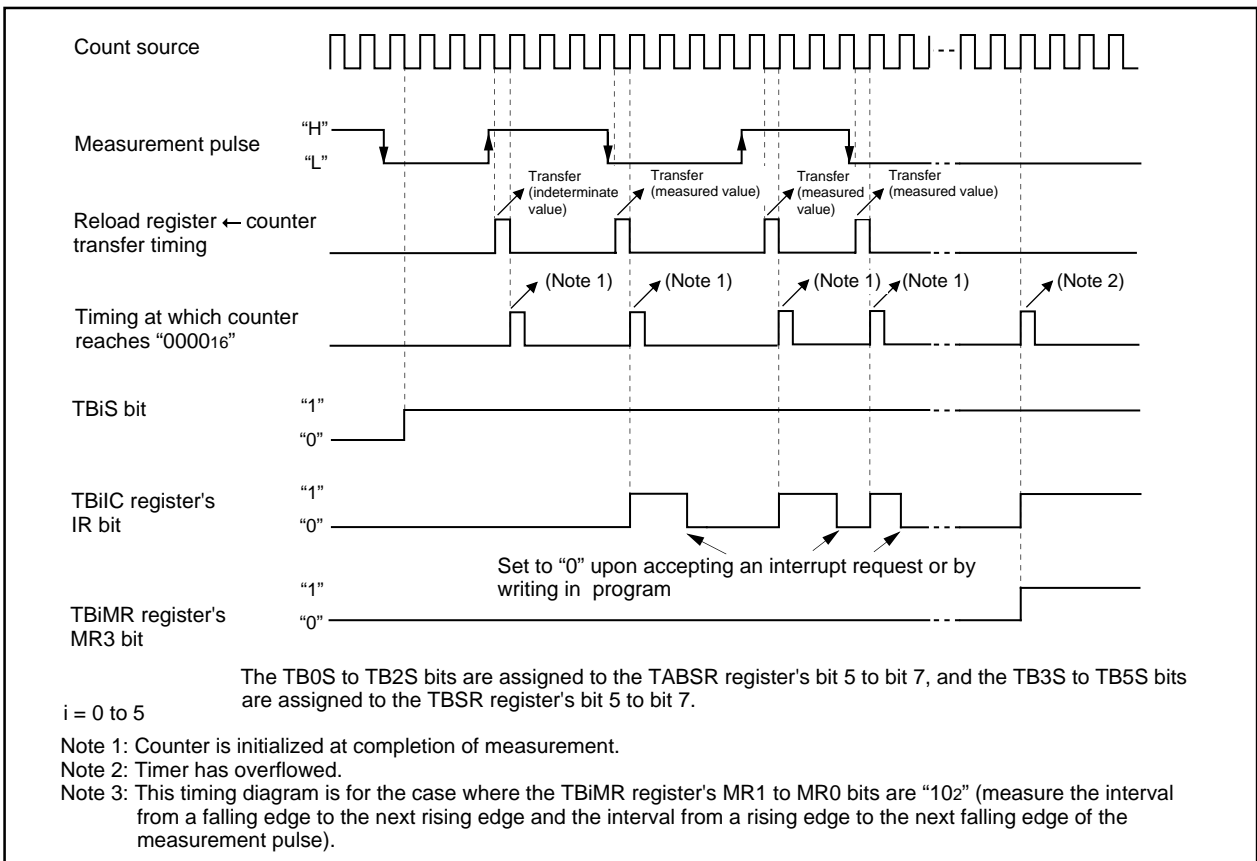 Count source
Measurement pulse
“H”
“L”
Transfer
(indeterminate
value)
Transfer
(measured value)
Transfer
(measured
value)
Transfer
(measured value)
Reload register ← counter
transfer timing
(Note 1)
(Note 1)
(Note 1)
(Note 1)
(Note 2)
Timing at which counter
reaches “000016”
TBiS bit
“1”
“0”
TBiIC register's
IR bit
“1”
“0”
Set to “0” upon accepting an interrupt request or by
writing in program
TBiMR register's
MR3 bit
“1”
“0”
The TB0S to TB2S bits are assigned to the TABSR register's bit 5 to bit 7, and the TB3S to TB5S bits
are assigned to the TBSR register's bit 5 to bit 7.
i = 0 to 5
Note 1: Counter is initialized at completion of measurement.
Note 2: Timer has overflowed.
Note 3: This timing diagram is for the case where the TBiMR register's MR1 to MR0 bits are “102” (measure the interval
from a falling edge to the next rising edge and the interval from a rising edge to the next falling edge of the
measurement pulse).